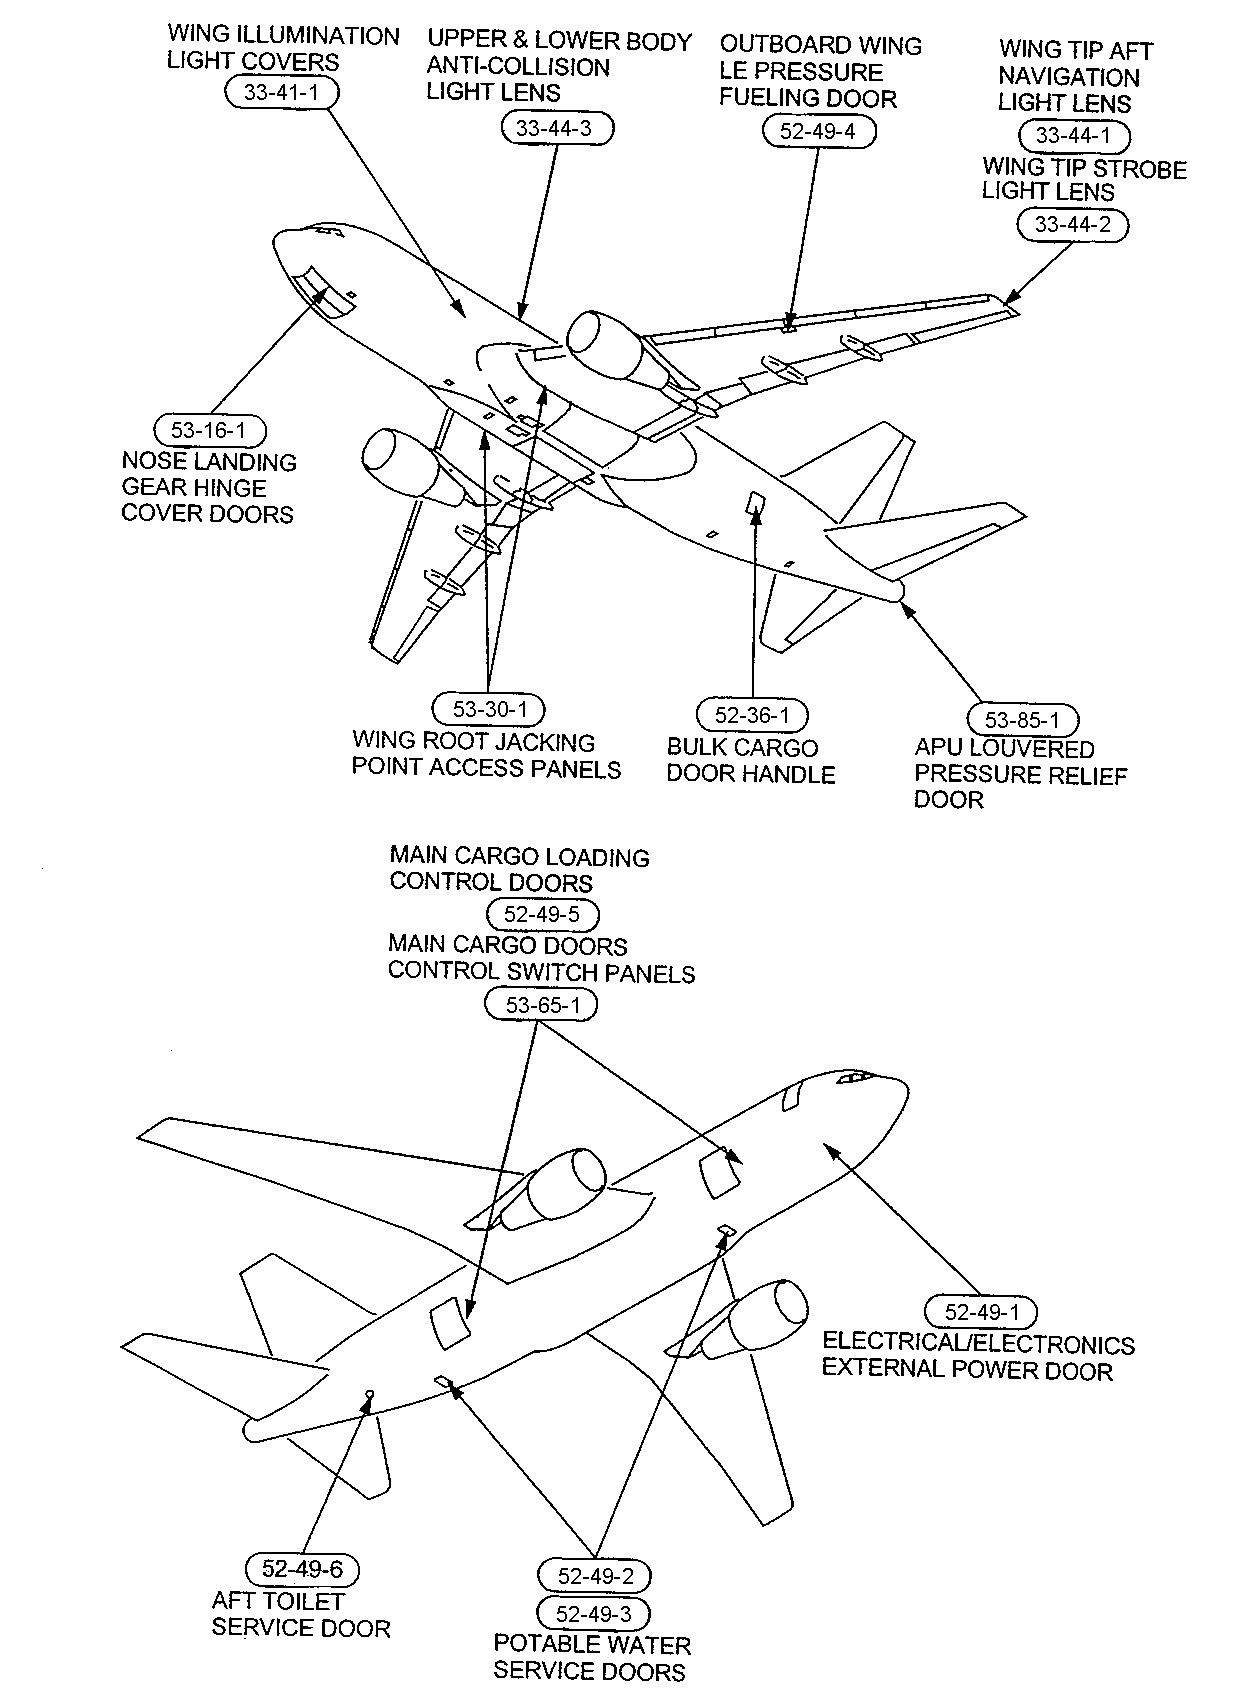 WING ILLUMINATION
LIGHT COVERS
33-41-1
UPPER & LOWER BODY
ANTI-COLLISION
LIGHT LENS
33-44-3
OUTBOARD WING
LE PRESSURE
FUELING DOOR
52-49-4
WING TIP AFT
NAVIGATION
LIGHT LENS
33-44-1
WING TIP STROBE
LIGHT LENS
33-44-2
53-16-1
NOSE LANDING
GEAR HINGE
COVER DOORS
53-30-1
WING ROOT JACKING
POINT ACCESS PANELS
52-36-1
BULK CARGO
DOOR HANDLE
53-85-1
APU LOUVERED
PRESSURE RELIEF
DOOR
MAIN CARGO LOADING
CONTROL DOORS
52-49-5
MAIN CARGO DOORS
CONTROL SWITCH PANELS
53-65-1
52-49-1
ELECTRICAL/ELECTRONICS
EXTERNAL POWER DOOR
52-49-6
AFT TOILET
SERVICE DOOR
52-49-2
52-49-3
POTABLE WATER
SERVICE DOORS